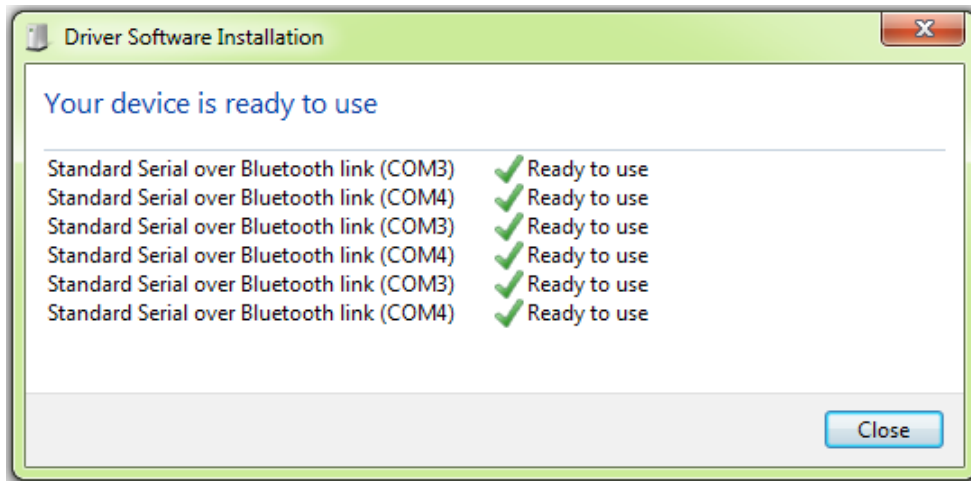 Driver Software Installation
Your device is ready to use
Standard Serial over Bluetooth link (COM3) Ready to use
Standard Serial over Bluetooth link (COM4) Ready to use
Standard Serial over Bluetooth link (COM3) Ready to use
Standard Serial over Bluetooth link (COM4) Ready to use
Standard Serial over Bluetooth link (COM3) Ready to use
Standard Serial over Bluetooth link (COM4) Ready to use
Close